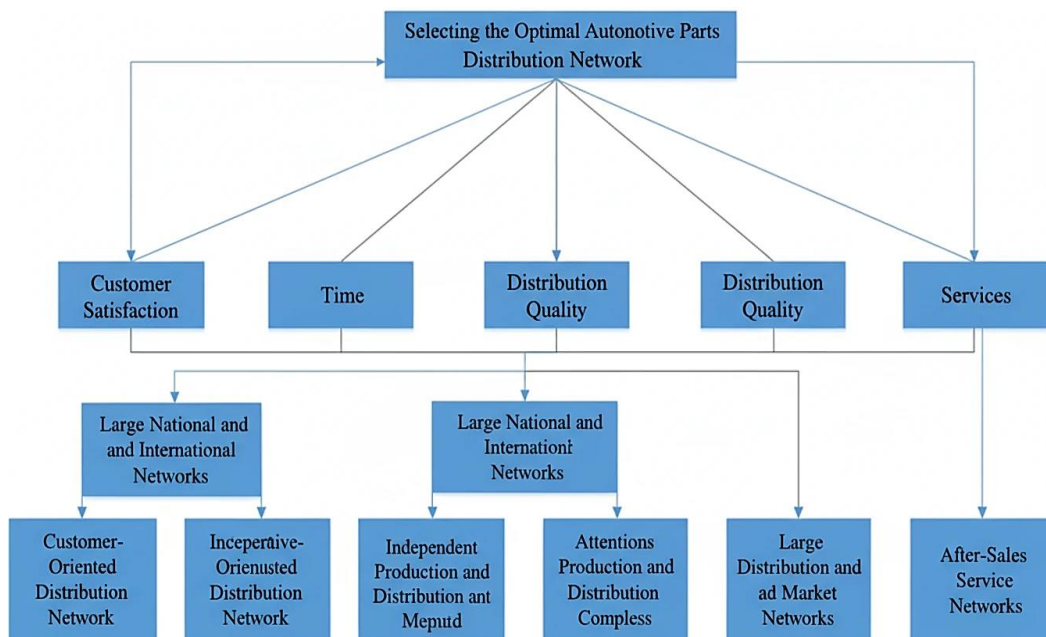 Selecting the Optimal Autonotive Parts
Distribution Network
Customer
Satisfaction
Time
Distribution
Quality
Distribution
Quality
Services
Large National and
and International
Networks
Large National and
Internationt
Networks
Customer-
Oriented
Distribution
Network
Inceperative-
Orienusted
Distribution
Network
Independent
Production and
Distribution ant
Mepurd
Attentions
Production and
Distribution
Compless
Large
Distribution and
ad Market
Networks
After-Sales
Service
Networks